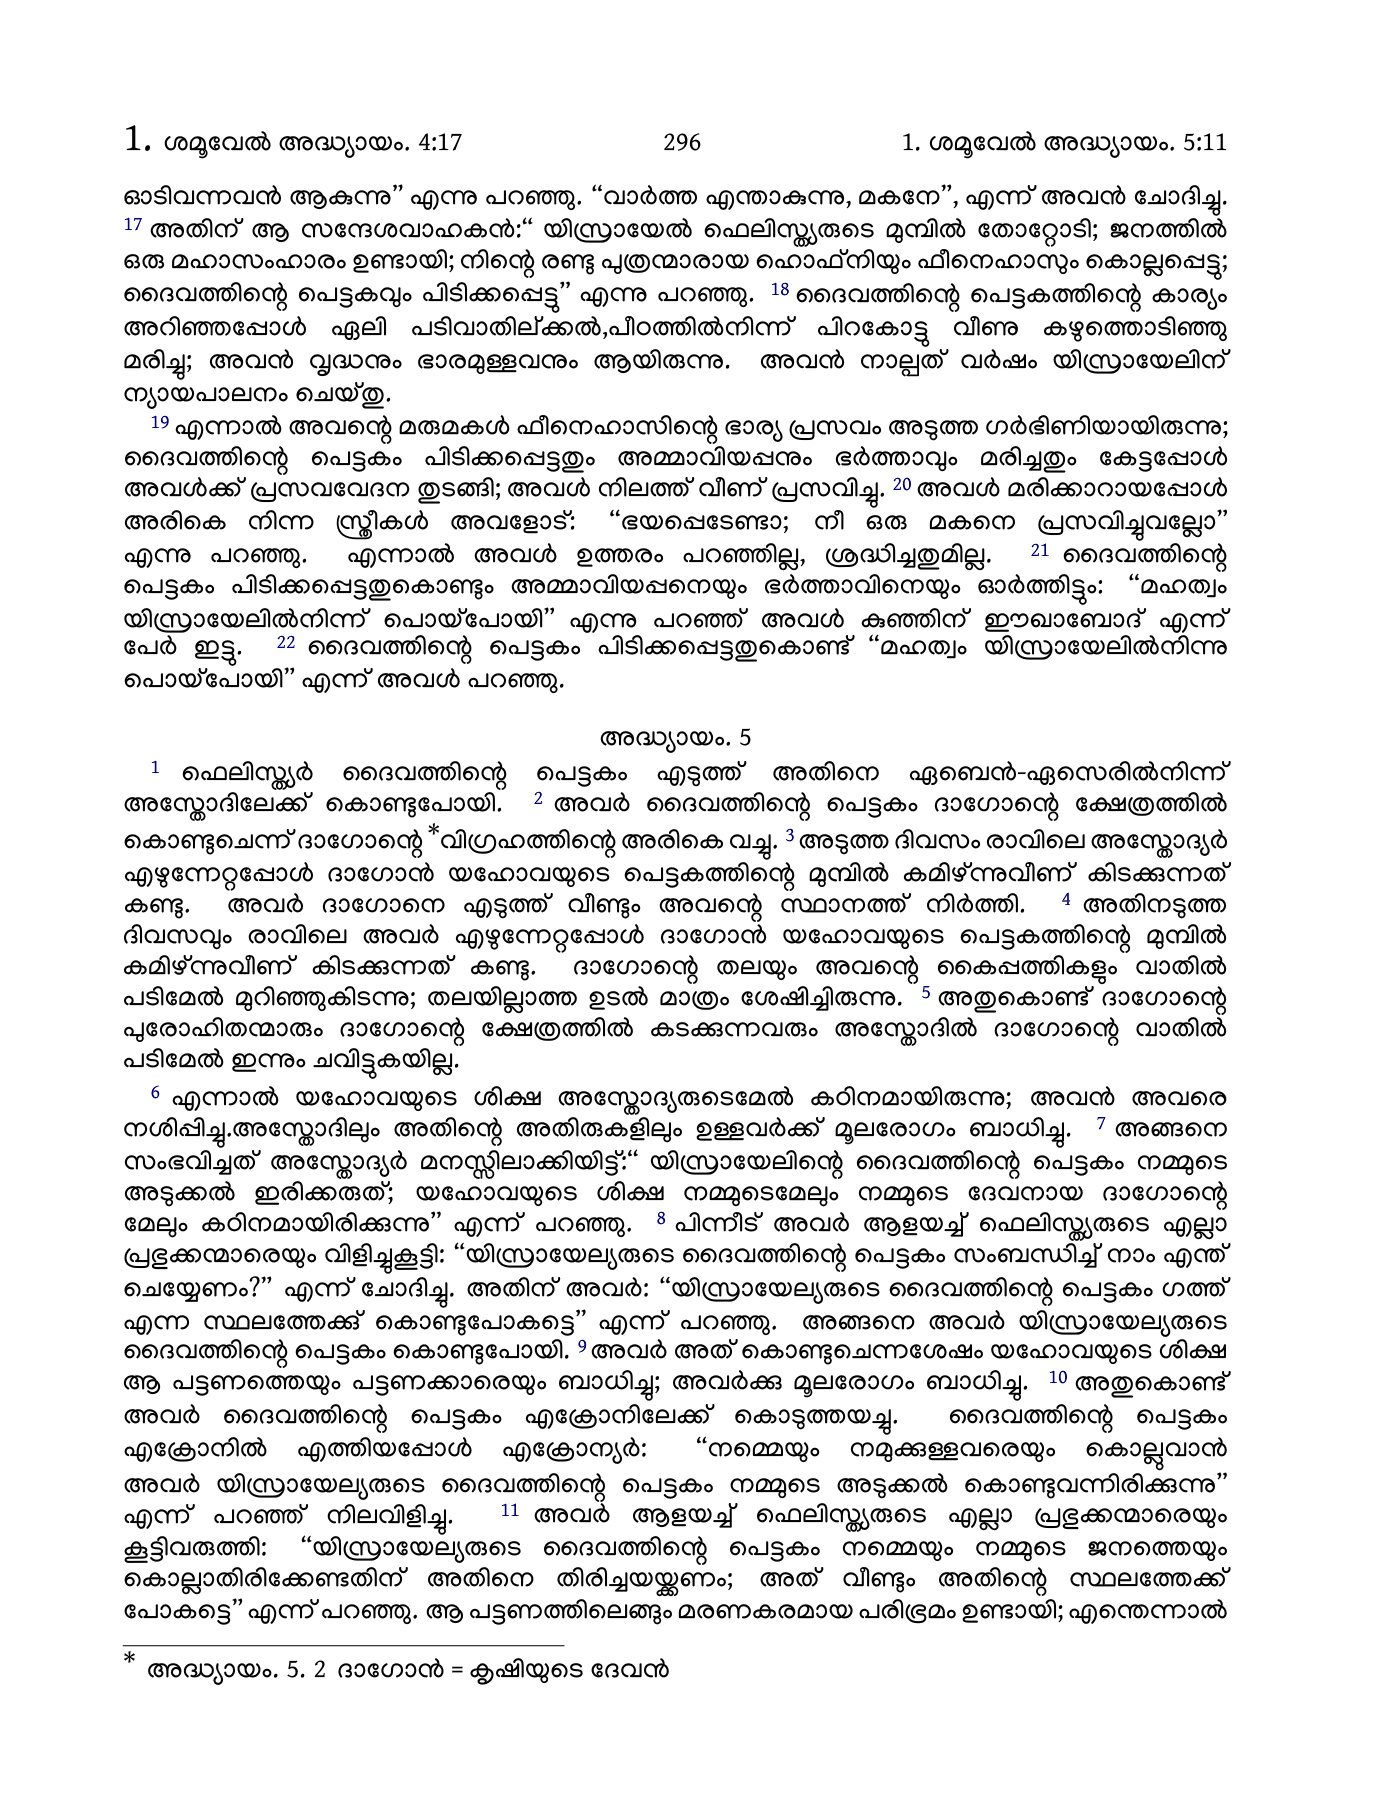 1. ശമൂവേൽ അദ്ധ്യായം. 4:17 296 1. ശമൂവേൽ അദ്ധ്യായം. 5:11
ഓടിവന്നവൻ ആകുന്നു” എന്നു പറഞ്ഞു. “വാർത്ത എന്താകുന്നു, മകനേ”, എന്ന് അവൻ ചോദിച്ചു.
17 അതിന് ആ സന്ദേശവാഹകൻ:“ യിസ്രായേൽ ഫെലിസ്ത്യരുടെ മുമ്പിൽ തോറ്റോടി; ജനത്തിൽ
ഒരു മഹാസംഹാരം ഉണ്ടായി; നിന്റെ രണ്ടു പുത്രന്മാരായ ഹൊഫ്നിയും ഫീനെഹാസും കൊല്ലപ്പെട്ടു;
ദൈവത്തിന്റെ പെട്ടകവും പിടിക്കപ്പെട്ടു” എന്നു പറഞ്ഞു. 18 ദൈവത്തിന്റെ പെട്ടകത്തിന്റെ കാര്യം
അറിഞ്ഞപ്പോൾ ഏലി പടിവാതില്ക്കൽ,പീഠത്തിൽനിന്ന് പിറകോട്ടു വീണു കഴുത്തൊടിഞ്ഞു
മരിച്ചു; അവൻ വൃദ്ധനും ഭാരമുള്ളവനും ആയിരുന്നു. അവൻ നാല്പത് വർഷം യിസ്രായേലിന്
ന്യായപാലനം ചെയ്തു.
19 എന്നാൽ അവന്റെ മരുമകൾ ഫീനെഹാസിന്റെ ഭാര്യ പ്രസവം അടുത്ത ഗർഭിണിയായിരുന്നു;
ദൈവത്തിന്റെ പെട്ടകം പിടിക്കപ്പെട്ടതും അമ്മാവിയപ്പനും ഭർത്താവും മരിച്ചതും കേട്ടപ്പോൾ
അവൾക്ക് പ്രസവവേദന തുടങ്ങി; അവൾ നിലത്ത് വീണ് പ്രസവിച്ചു. 20 അവൾ മരിക്കാറായപ്പോൾ
അരികെ നിന്ന സ്ത്രീകൾ അവളോട്: “ഭയപ്പെടേണ്ടാ; നീ ഒരു മകനെ പ്രസവിച്ചുവല്ലോ”
എന്നു പറഞ്ഞു. എന്നാൽ അവൾ ഉത്തരം പറഞ്ഞില്ല, ശ്രദ്ധിച്ചതുമില്ല. 21 ദൈവത്തിന്റെ
പെട്ടകം പിടിക്കപ്പെട്ടതുകൊണ്ടും അമ്മാവിയപ്പനെയും ഭർത്താവിനെയും ഓർത്തിട്ടും: “മഹത്വം
യിസ്രായേലിൽനിന്ന് പൊയ്പോയി” എന്നു പറഞ്ഞ് അവൾ കുഞ്ഞിന് ഈഖാബോദ് എന്ന്
പേർ ഇട്ടു. 22 ദൈവത്തിന്റെ പെട്ടകം പിടിക്കപ്പെട്ടതുകൊണ്ട് “മഹത്വം യിസ്രായേലിൽനിന്നു
പൊയ്പോയി” എന്ന് അവൾ പറഞ്ഞു.
അദ്ധ്യായം. 5
1 ഫെലിസ്ത്യർ ദൈവത്തിന്റെ പെട്ടകം എടുത്ത് അതിനെ ഏബെൻ-ഏസെരിൽനിന്ന്
അസ്തോദിലേക്ക് കൊണ്ടുപോയി. 2 അവർ ദൈവത്തിന്റെ പെട്ടകം ദാഗോന്റെ ക്ഷേത്രത്തിൽ
കൊണ്ടുചെന്ന് ദാഗോന്റെ *വിഗ്രഹത്തിന്റെ അരികെ വച്ചു. 3 അടുത്ത ദിവസം രാവിലെ അസ്തോദ്യർ
എഴുന്നേറ്റപ്പോൾ ദാഗോൻ യഹോവയുടെ പെട്ടകത്തിന്റെ മുമ്പിൽ കമിഴ്ന്നുവീണ് കിടക്കുന്നത്
കണ്ടു. അവർ ദാഗോനെ എടുത്ത് വീണ്ടും അവന്റെ സ്ഥാനത്ത് നിർത്തി. 4 അതിനടുത്ത
ദിവസവും രാവിലെ അവർ എഴുന്നേറ്റപ്പോൾ ദാഗോൻ യഹോവയുടെ പെട്ടകത്തിന്റെ മുമ്പിൽ
കമിഴ്ന്നുവീണ് കിടക്കുന്നത് കണ്ടു. ദാഗോന്റെ തലയും അവന്റെ കൈപ്പത്തികളും വാതിൽ
പടിമേൽ മുറിഞ്ഞുകിടന്നു; തലയില്ലാത്ത ഉടൽ മാത്രം ശേഷിച്ചിരുന്നു. 5 അതുകൊണ്ട് ദാഗോന്റെ
പുരോഹിതന്മാരും ദാഗോന്റെ ക്ഷേത്രത്തിൽ കടക്കുന്നവരും അസ്തോദിൽ ദാഗോന്റെ വാതിൽ
പടിമേൽ ഇന്നും ചവിട്ടുകയില്ല.
6 എന്നാൽ യഹോവയുടെ ശിക്ഷ അസ്തോദ്യരുടെമേൽ കഠിനമായിരുന്നു; അവൻ അവരെ
നശിപ്പിച്ചു.അസ്തോദിലും അതിന്റെ അതിരുകളിലും ഉള്ളവർക്ക് മൂലരോഗം ബാധിച്ചു. 7 അങ്ങനെ
സംഭവിച്ചത് അസ്തോദ്യർ മനസ്സിലാക്കിയിട്ട്:“ യിസ്രായേലിന്റെ ദൈവത്തിന്റെ പെട്ടകം നമ്മുടെ
അടുക്കൽ ഇരിക്കരുത്; യഹോവയുടെ ശിക്ഷ നമ്മുടെമേലും നമ്മുടെ ദേവനായ ദാഗോന്റെ
മേലും കഠിനമായിരിക്കുന്നു” എന്ന് പറഞ്ഞു. 8 പിന്നീട് അവർ ആളയച്ച് ഫെലിസ്ത്യരുടെ എല്ലാ
പ്രഭുക്കന്മാരെയും വിളിച്ചുകൂട്ടി: “യിസ്രായേല്യരുടെ ദൈവത്തിന്റെ പെട്ടകം സംബന്ധിച്ച് നാം എന്ത്
ചെയ്യേണം?” എന്ന് ചോദിച്ചു. അതിന് അവർ: “യിസ്രായേല്യരുടെ ദൈവത്തിന്റെ പെട്ടകം ഗത്ത്
എന്ന സ്ഥലത്തേക്കു് കൊണ്ടുപോകട്ടെ” എന്ന് പറഞ്ഞു. അങ്ങനെ അവർ യിസ്രായേല്യരുടെ
ദൈവത്തിന്റെ പെട്ടകം കൊണ്ടുപോയി. 9 അവർ അത് കൊണ്ടുചെന്നശേഷം യഹോവയുടെ ശിക്ഷ
ആ പട്ടണത്തെയും പട്ടണക്കാരെയും ബാധിച്ചു; അവർക്കു മൂലരോഗം ബാധിച്ചു. 10 അതുകൊണ്ട്
അവർ ദൈവത്തിന്റെ പെട്ടകം എക്രോനിലേക്ക് കൊടുത്തയച്ചു. ദൈവത്തിന്റെ പെട്ടകം
എക്രോനിൽ എത്തിയപ്പോൾ എക്രോന്യർ: “നമ്മെയും നമുക്കുള്ളവരെയും കൊല്ലുവാൻ
അവർ യിസ്രായേല്യരുടെ ദൈവത്തിന്റെ പെട്ടകം നമ്മുടെ അടുക്കൽ കൊണ്ടുവന്നിരിക്കുന്നു”
എന്ന് പറഞ്ഞ് നിലവിളിച്ചു. 11 അവർ ആളയച്ച് ഫെലിസ്ത്യരുടെ എല്ലാ പ്രഭുക്കന്മാരെയും
കൂട്ടിവരുത്തി: “യിസ്രായേല്യരുടെ ദൈവത്തിന്റെ പെട്ടകം നമ്മെയും നമ്മുടെ ജനത്തെയും
കൊല്ലാതിരിക്കേണ്ടതിന് അതിനെ തിരിച്ചയയ്ക്കണം; അത് വീണ്ടും അതിന്റെ സ്ഥലത്തേക്ക്
പോകട്ടെ” എന്ന് പറഞ്ഞു. ആ പട്ടണത്തിലെങ്ങും മരണകരമായ പരിഭ്രമം ഉണ്ടായി; എന്തെന്നാൽ
* അദ്ധ്യായം. 5. 2 ദാഗോൻ = കൃഷിയുടെ ദേവൻ